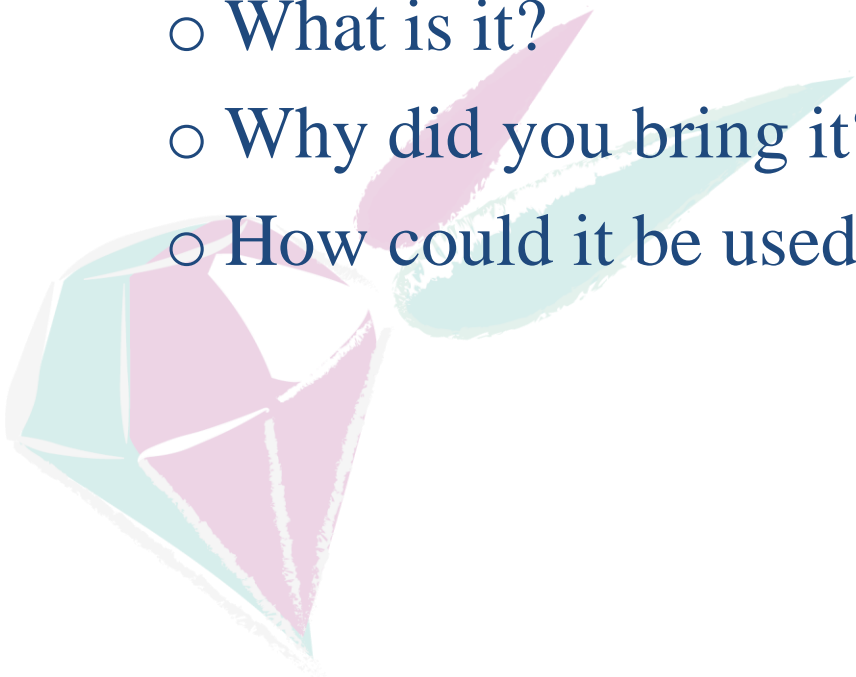 o What is it?
o Why did you bring it?
o How could it be used